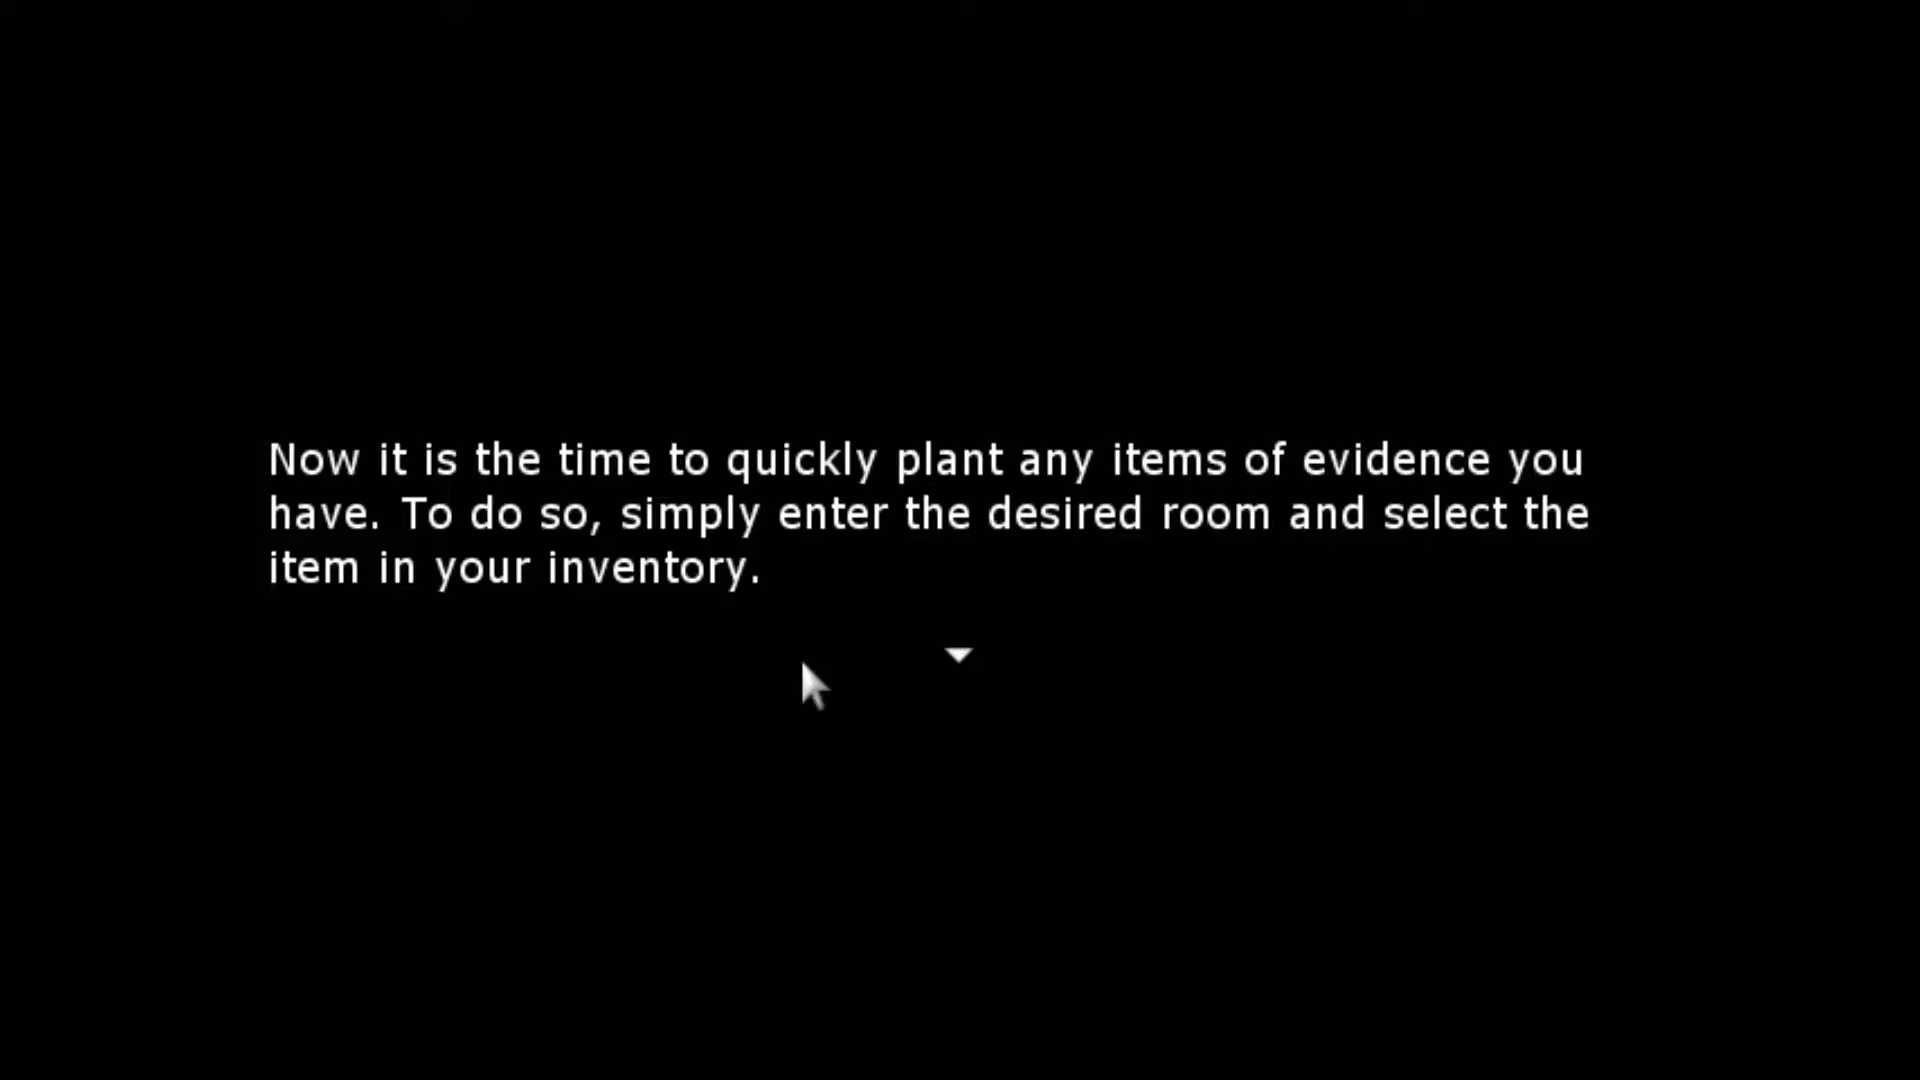 Now it is the time to quickly plant any items of evidence you
have. To do so, simply enter the desired room and select the
item in your inventory.